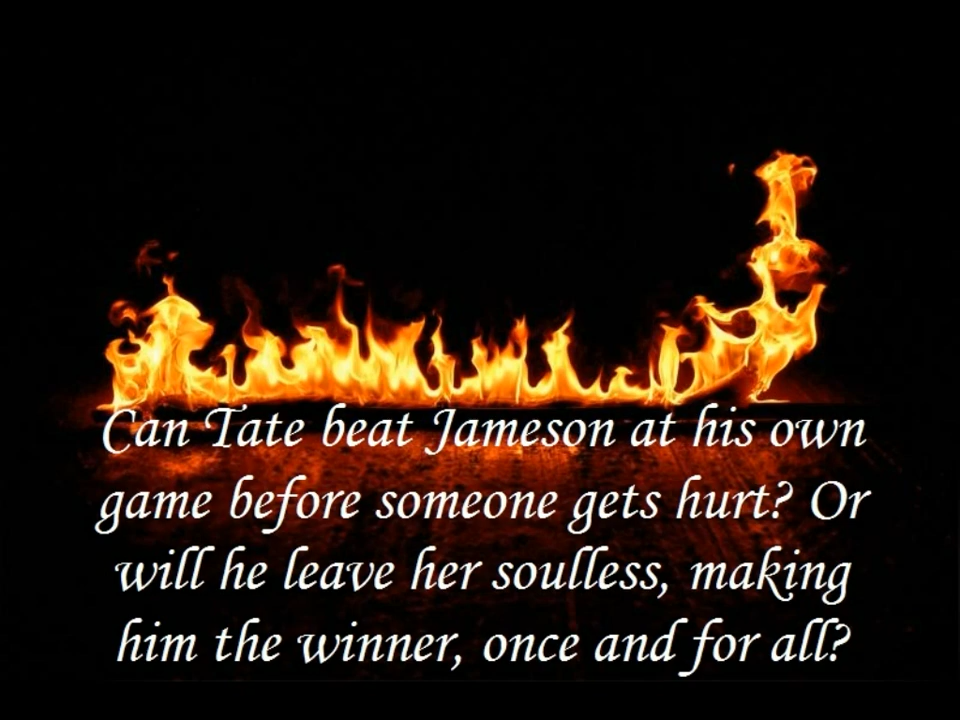 Can Tate beat Jameson at his own
game before someone gets hurt? Or
will he leave her soulless, making
him the winner, once and for all?